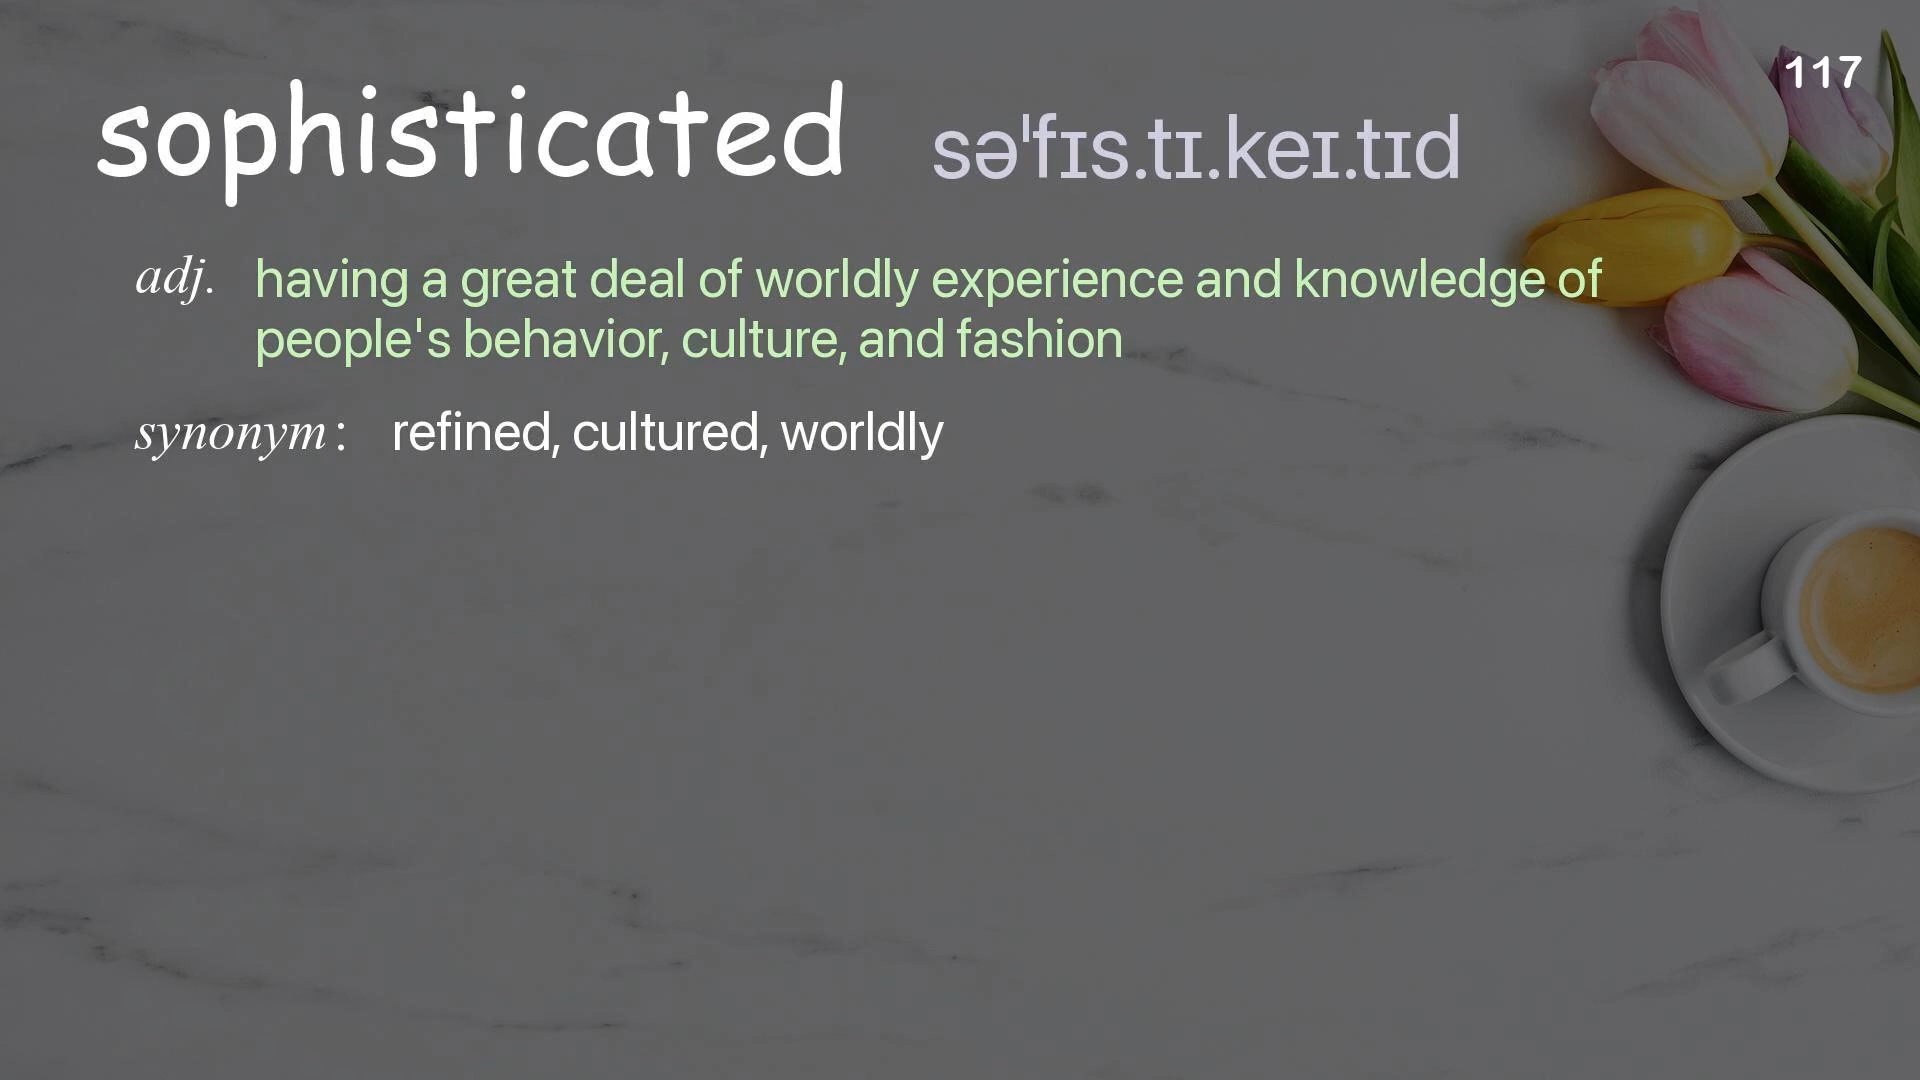 117
sophisticated səˈfɪs.tɪ.keɪ.tɪd
adj. having a great deal of worldly experience and knowledge of
people's behavior, culture, and fashion
synonym: refined, cultured, worldly